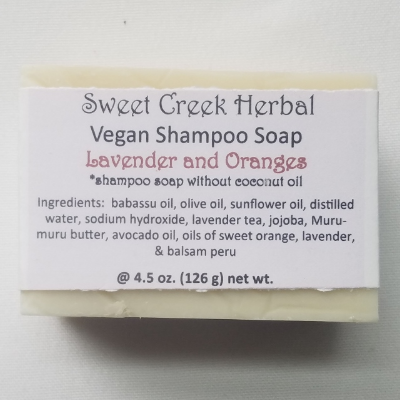 Sweet Creek Herbal
Vegan Shampoo Soap
Lavender and Oranges
*shampoo soap without coconut oil
Ingredients: babassu oil, olive oil, sunflower oil, distilled
water, sodium hydroxide, lavender tea, jojoba, Muru-
muru butter, avocado oil, oils of sweet orange, lavender,
& balsam peru
@ 4.5 oz. (126 g) net wt.